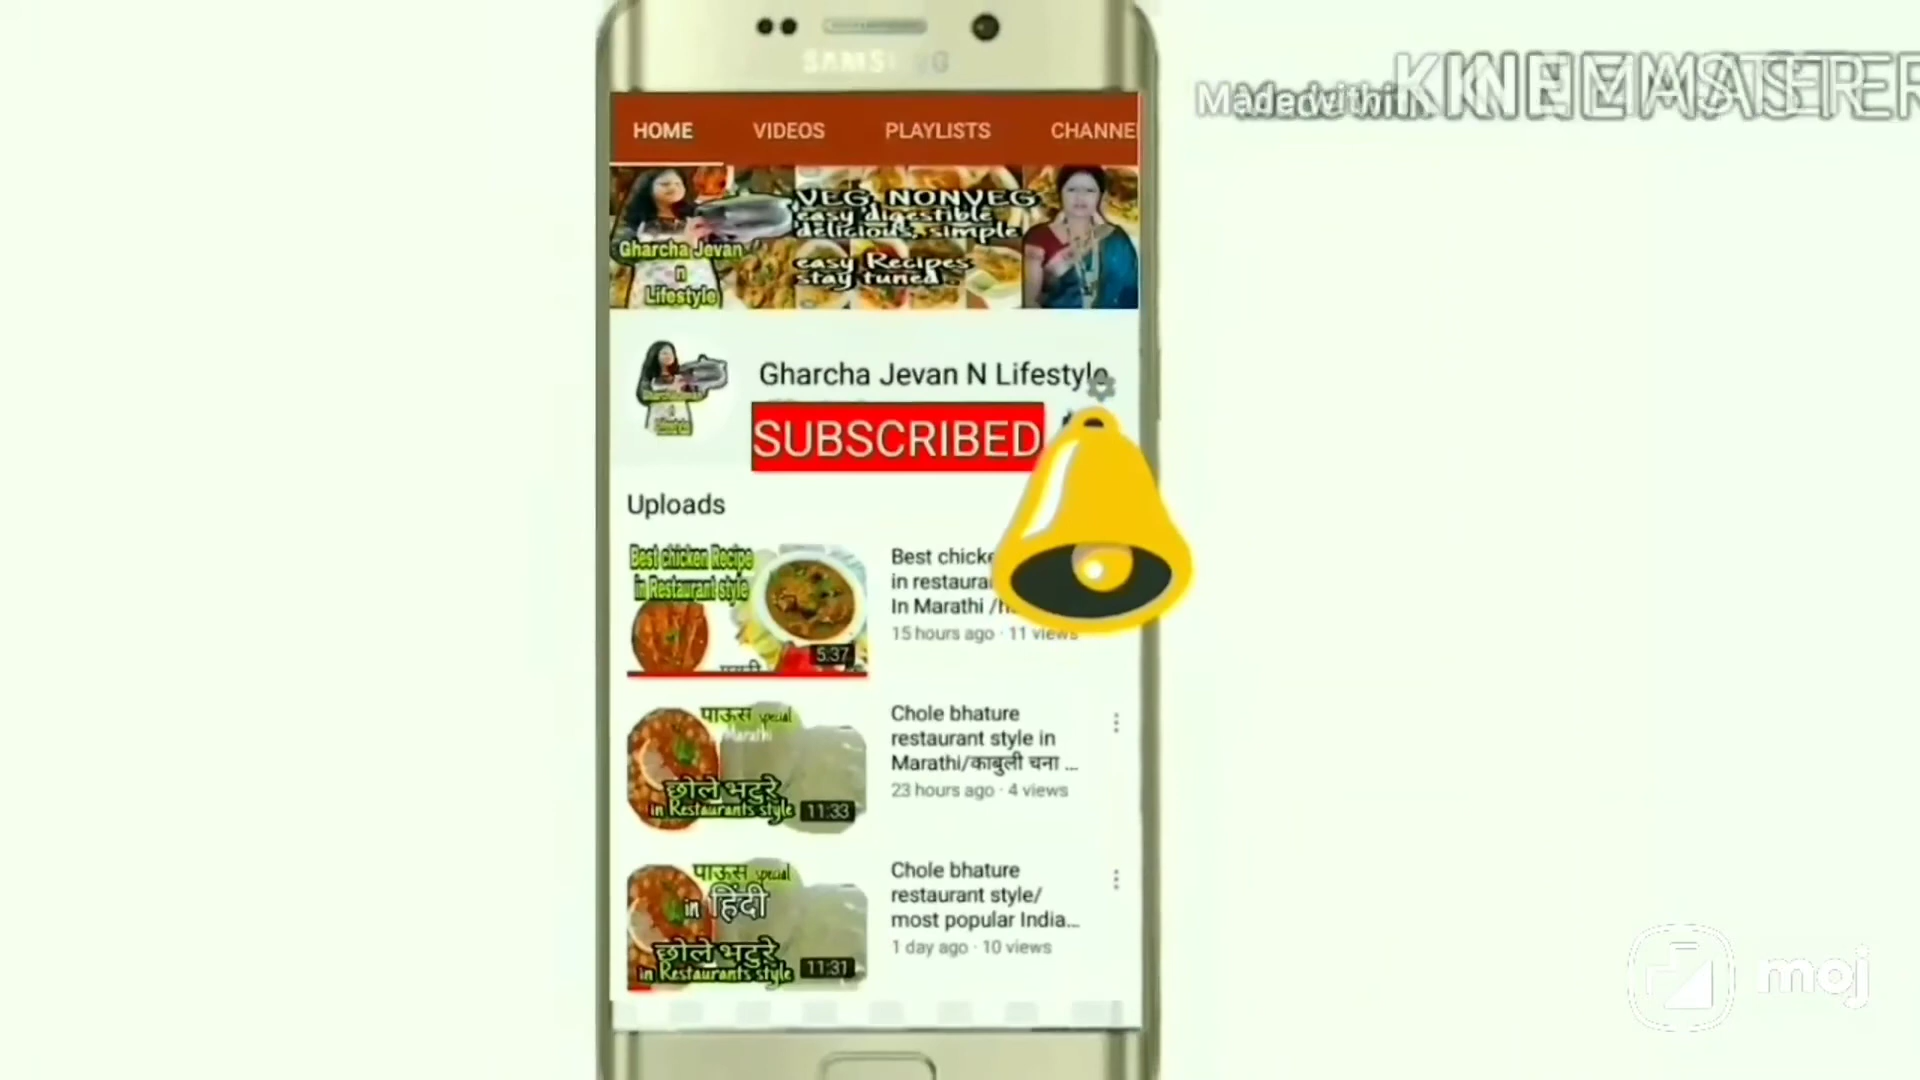 SAMSUNG
Made with KINEMASTER
HOME VIDEOS PLAYLISTS CHANNE
VEG NONVEG
easy digestible
delicious, simple
easy Recipes
stay tuned
Gharcha Jevan
n
Lifestyle
Gharcha Jevan N Lifestyle
SUBSCRIBED
Uploads
Best chicken Recipe
in Restaurant style
5:37
Best chicke
in restaura
In Marathi /h
15 hours ago · 11 views
पाऊस special
Marathi
छोले भटुरे
in Restaurants style
11:33
Chole bhature
restaurant style in
Marathi/काबुली चना ...
23 hours ago · 4 views
पाऊस special
in हिंदी
छोले भटुरे
in Restaurants style
11:31
Chole bhature
restaurant style/
most popular India...
1 day ago · 10 views
moj